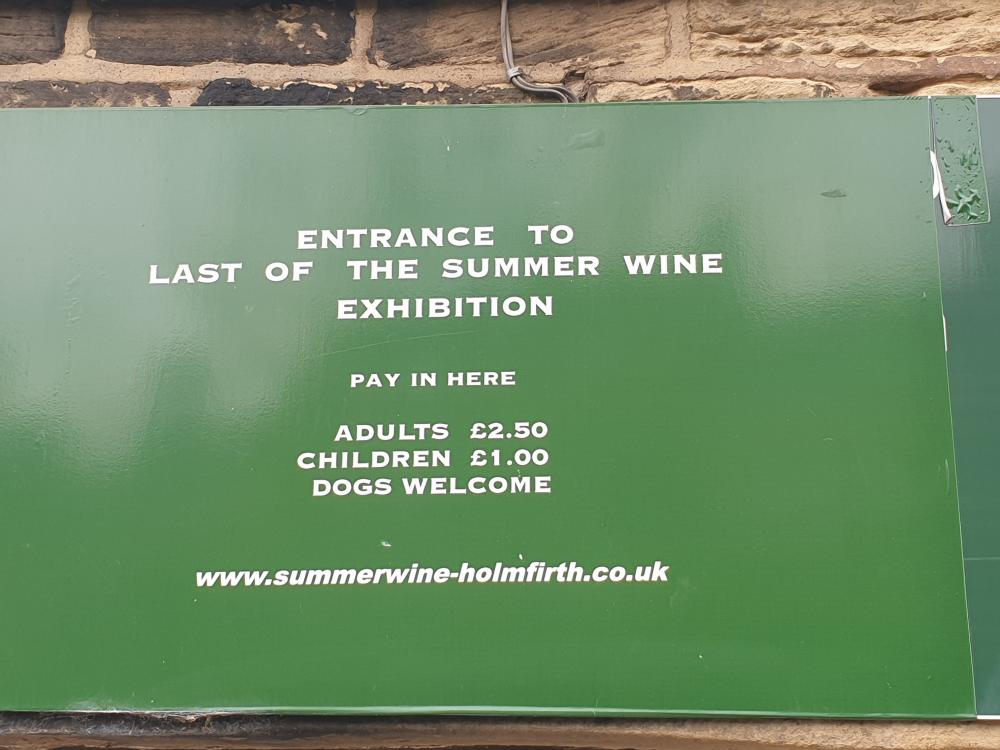 ENTRANCE TO
LAST OF THE SUMMER WINE
EXHIBITION
PAY IN HERE
ADULTS £2.50
CHILDREN £1.00
DOGS WELCOME
www.summerwine-holmfirth.co.uk